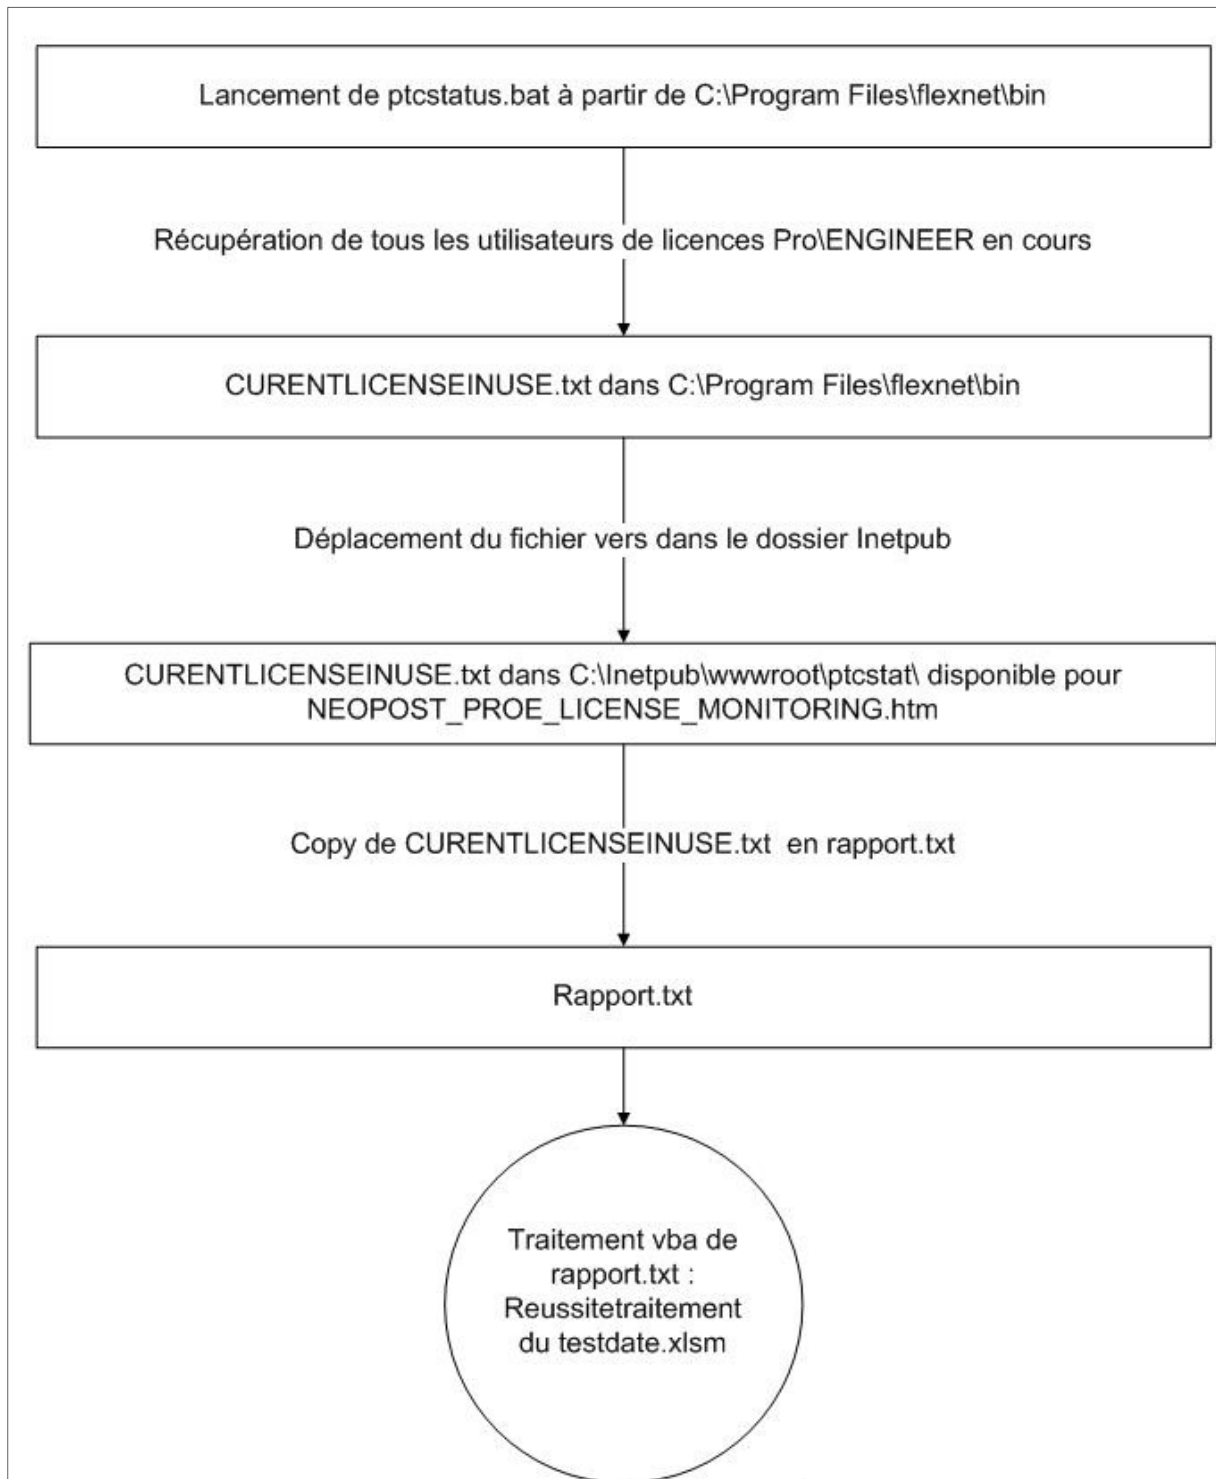 Lancement de ptcstatus.bat à partir de C:\Program Files\flexnet\bin
Récupération de tous les utilisateurs de licences Pro\ENGINEER en cours
CURENTLICENSEINUSE.txt dans C:\Program Files\flexnet\bin
Déplacement du fichier vers dans le dossier Inetpub
CURENTLICENSEINUSE.txt dans C:\Inetpub\wwwroot\ptcstat\ disponible pour
NEOPOST_PROE_LICENSE_MONITORING.htm
Copy de CURENTLICENSEINUSE.txt  en rapport.txt
Rapport.txt
Traitement vba de
rapport.txt :
Reussitetraitement
du testdate.xlsm